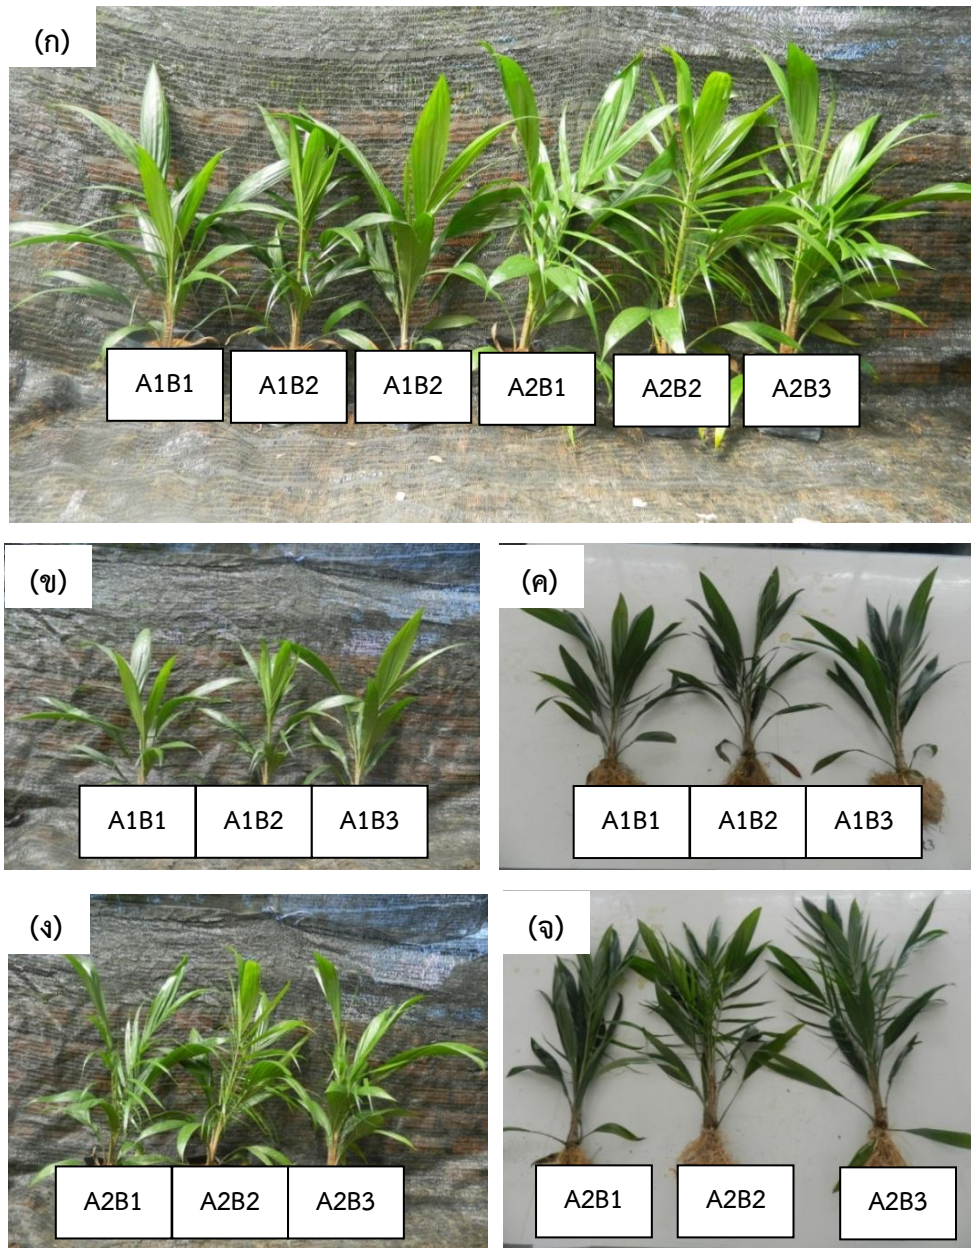 (ก)
A1B1 A1B2 A1B2 A2B1 A2B2 A2B3
(ข)
A1B1 A1B2 A1B3
(ค)
A1B1 A1B2 A1B3
(ง)
A2B1 A2B2 A2B3
(จ)
A2B1 A2B2 A2B3